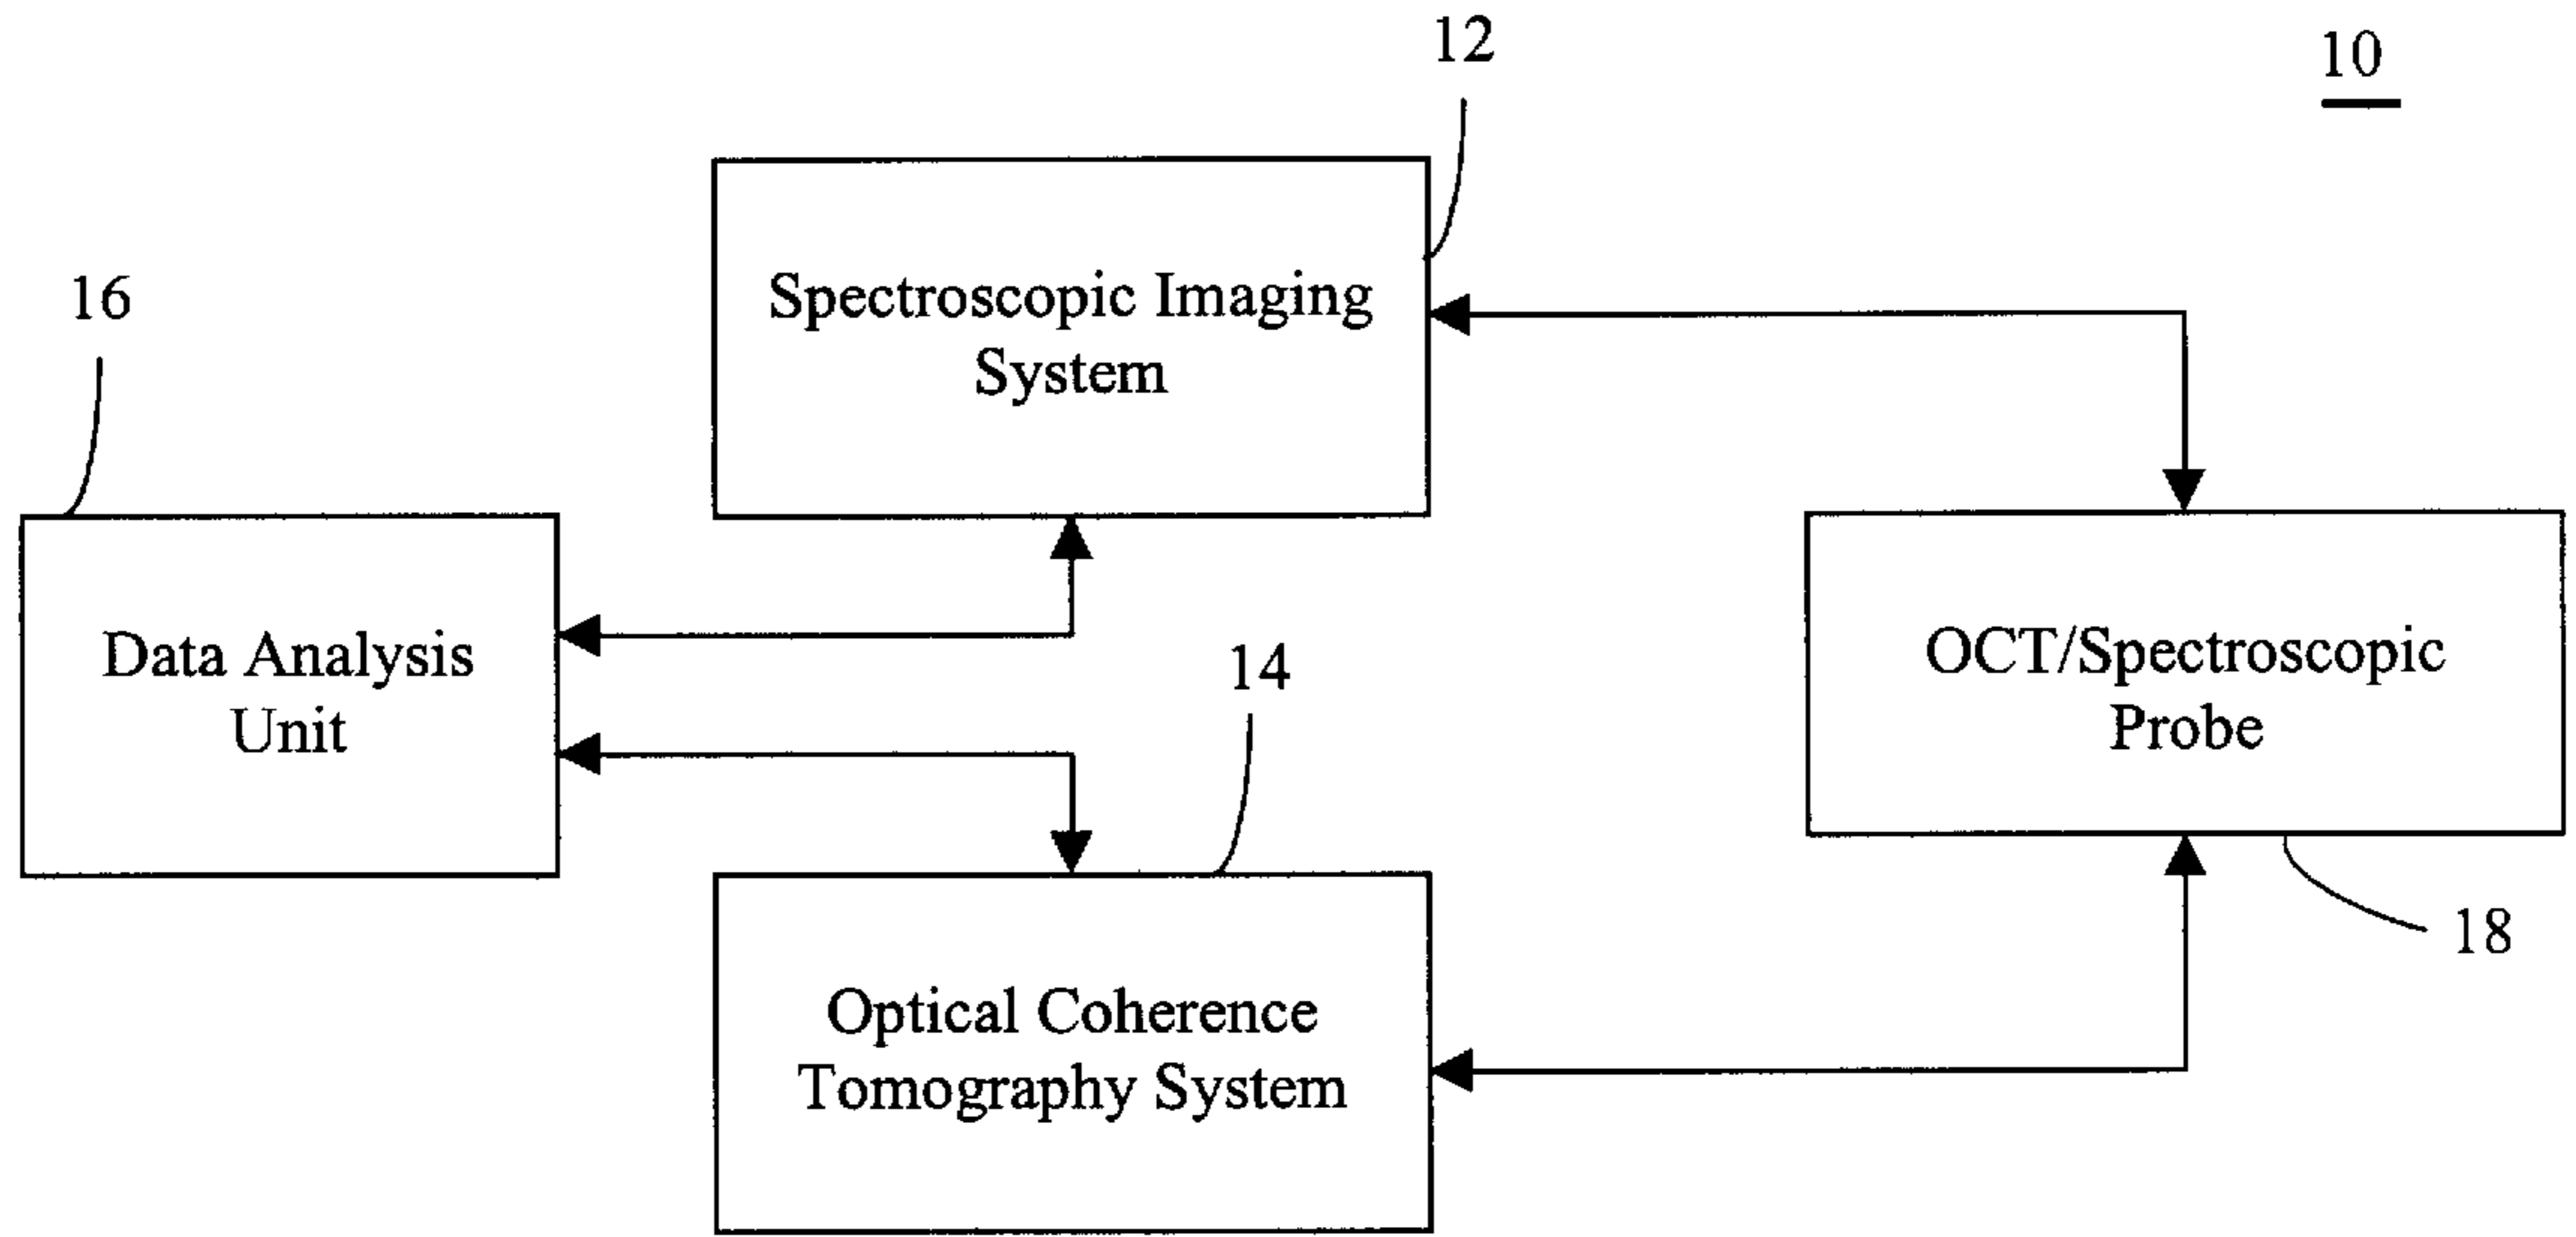 12
10
Spectroscopic Imaging
System
16
Data Analysis
Unit
14
OCT/Spectroscopic
Probe
18
Optical Coherence
Tomography System